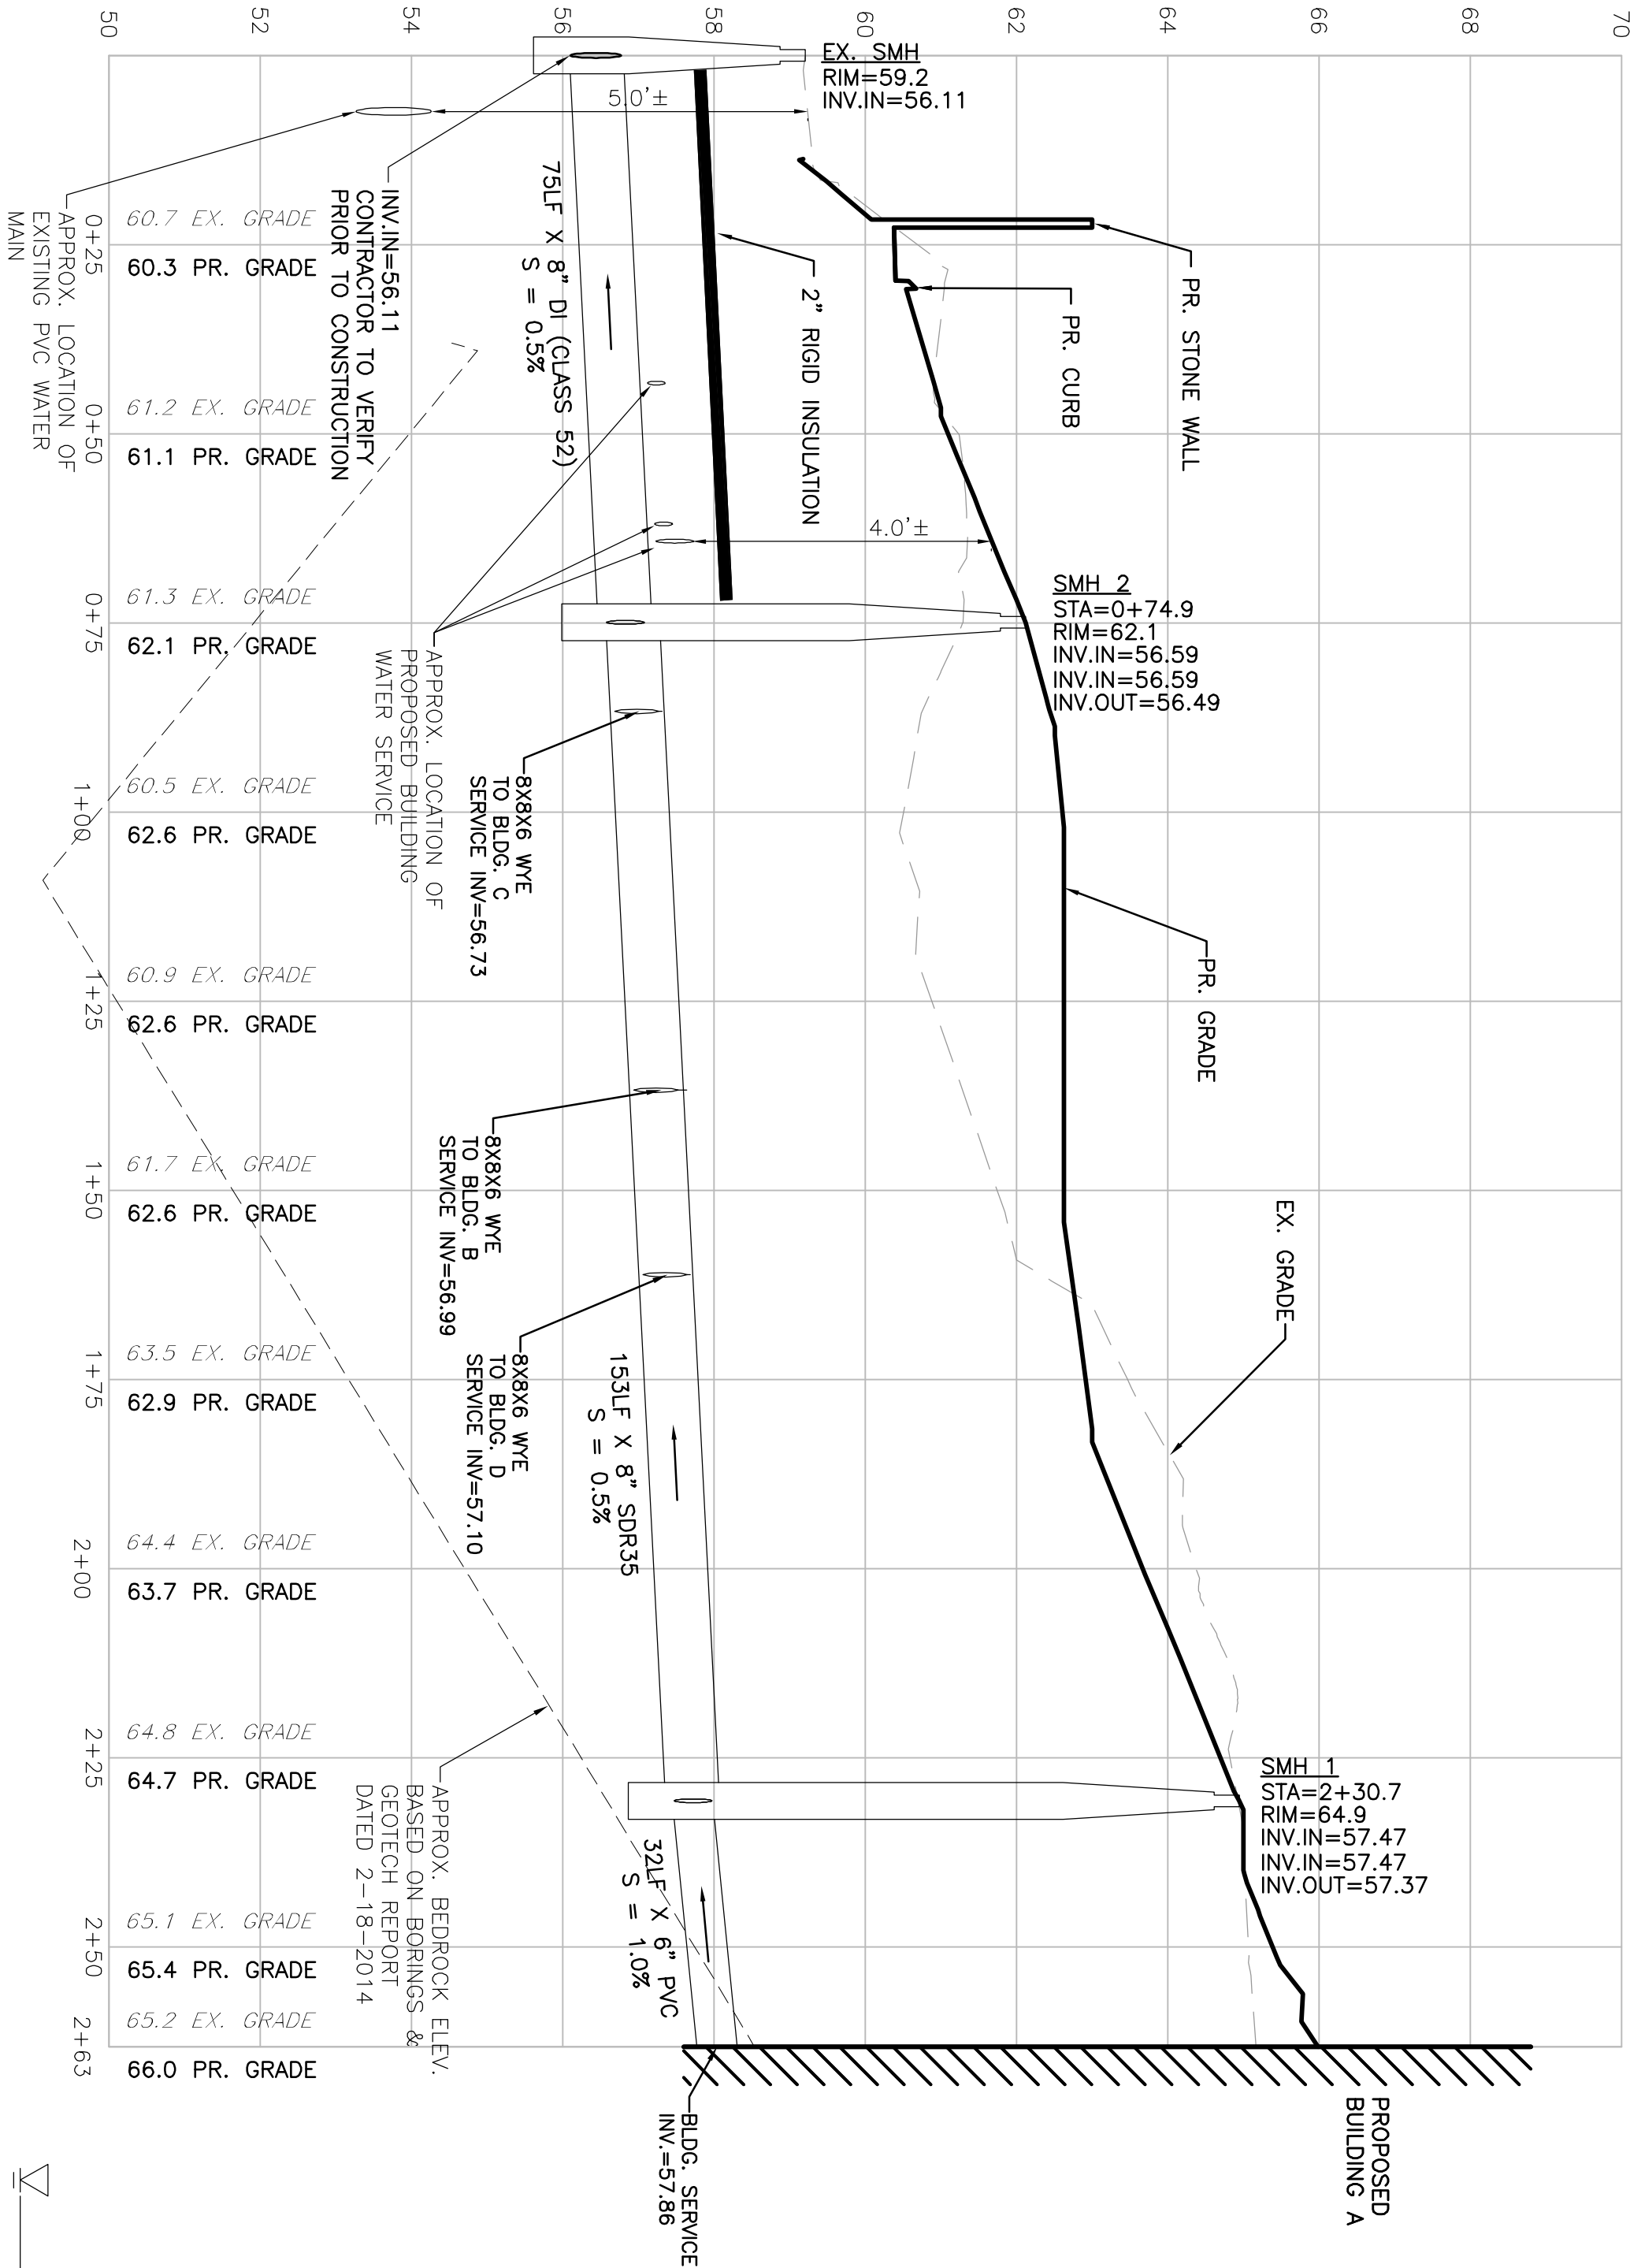 70
68
66
64
62
60
58
56
54
52
50
EX. SMH
RIM=59.2
INV.IN=56.11
5.0'±
PR. STONE WALL
PR. CURB
2" RIGID INSULATION
75LF X 8" DI (CLASS 52)
S = 0.5%
INV.IN=56.11
CONTRACTOR TO VERIFY
PRIOR TO CONSTRUCTION
APPROX. LOCATION OF
EXISTING PVC WATER
MAIN
4.0'±
SMH 2
STA=0+74.9
RIM=62.1
INV.IN=56.59
INV.IN=56.59
INV.OUT=56.49
APPROX. LOCATION OF
PROPOSED BUILDING
WATER SERVICE
8X8X6 WYE
TO BLDG. C
SERVICE INV=56.73
PR. GRADE
8X8X6 WYE
TO BLDG. B
SERVICE INV=56.99
EX. GRADE
8X8X6 WYE
TO BLDG. D
SERVICE INV=57.10
153LF X 8" SDR35
S = 0.5%
SMH 1
STA=2+30.7
RIM=64.9
INV.IN=57.47
INV.IN=57.47
INV.OUT=57.37
32LF X 6" PVC
S = 1.0%
APPROX. BEDROCK ELEV.
BASED ON BORINGS &
GEOTECH REPORT
DATED 2-18-2014
PROPOSED
BUILDING A
BLDG. SERVICE
INV.=57.86
60.7 EX. GRADE
60.3 PR. GRADE
0+25
61.2 EX. GRADE
61.1 PR. GRADE
0+50
61.3 EX. GRADE
62.1 PR. GRADE
0+75
60.5 EX. GRADE
62.6 PR. GRADE
1+00
60.9 EX. GRADE
62.6 PR. GRADE
1+25
61.7 EX. GRADE
62.6 PR. GRADE
1+50
63.5 EX. GRADE
62.9 PR. GRADE
1+75
64.4 EX. GRADE
63.7 PR. GRADE
2+00
64.8 EX. GRADE
64.7 PR. GRADE
2+25
65.1 EX. GRADE
65.4 PR. GRADE
2+50
65.2 EX. GRADE
66.0 PR. GRADE
2+63